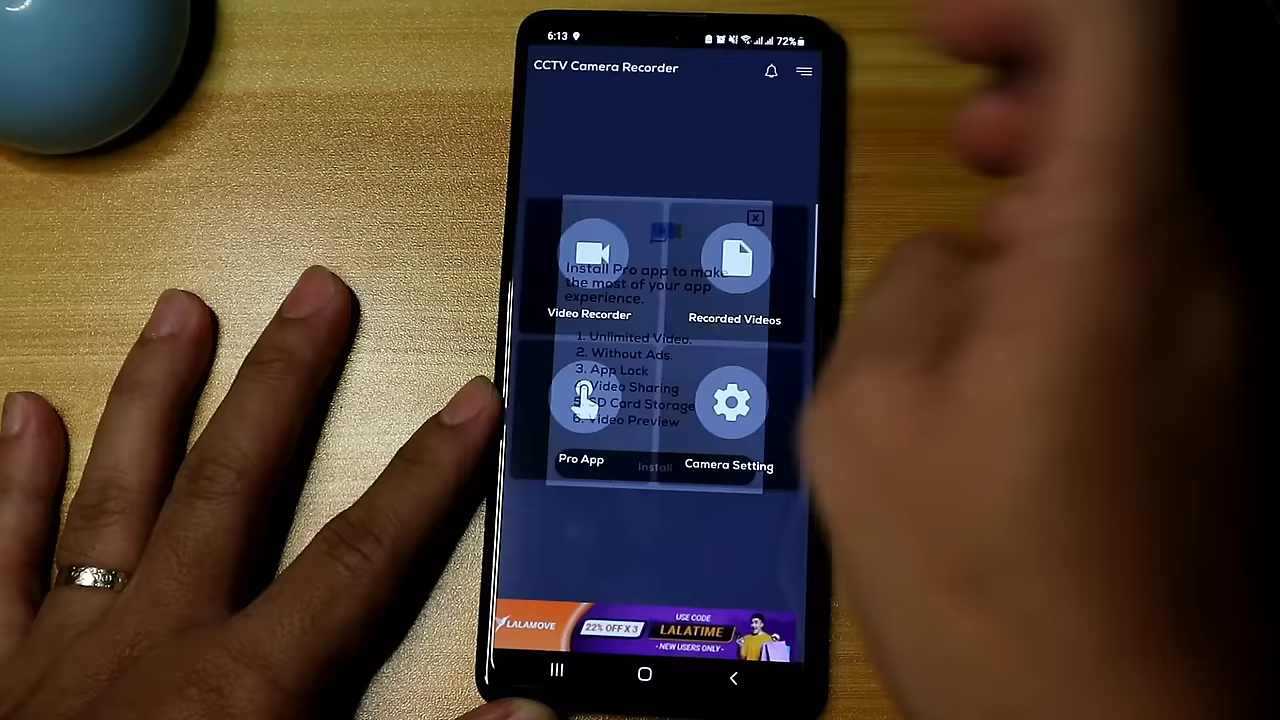 6:13
72%
CCTV Camera Recorder
X
Install Pro app to make
the most of your app
experience.
Video Recorder
Recorded Videos
1. Unlimited Video.
2. Without Ads.
3. App Lock
Video Sharing
SD Card Storage
6. Video Preview
Pro App
Install
Camera Setting
LALAMOVE
22% OFF X 3
USE CODE
LALATIME
- NEW USERS ONLY -